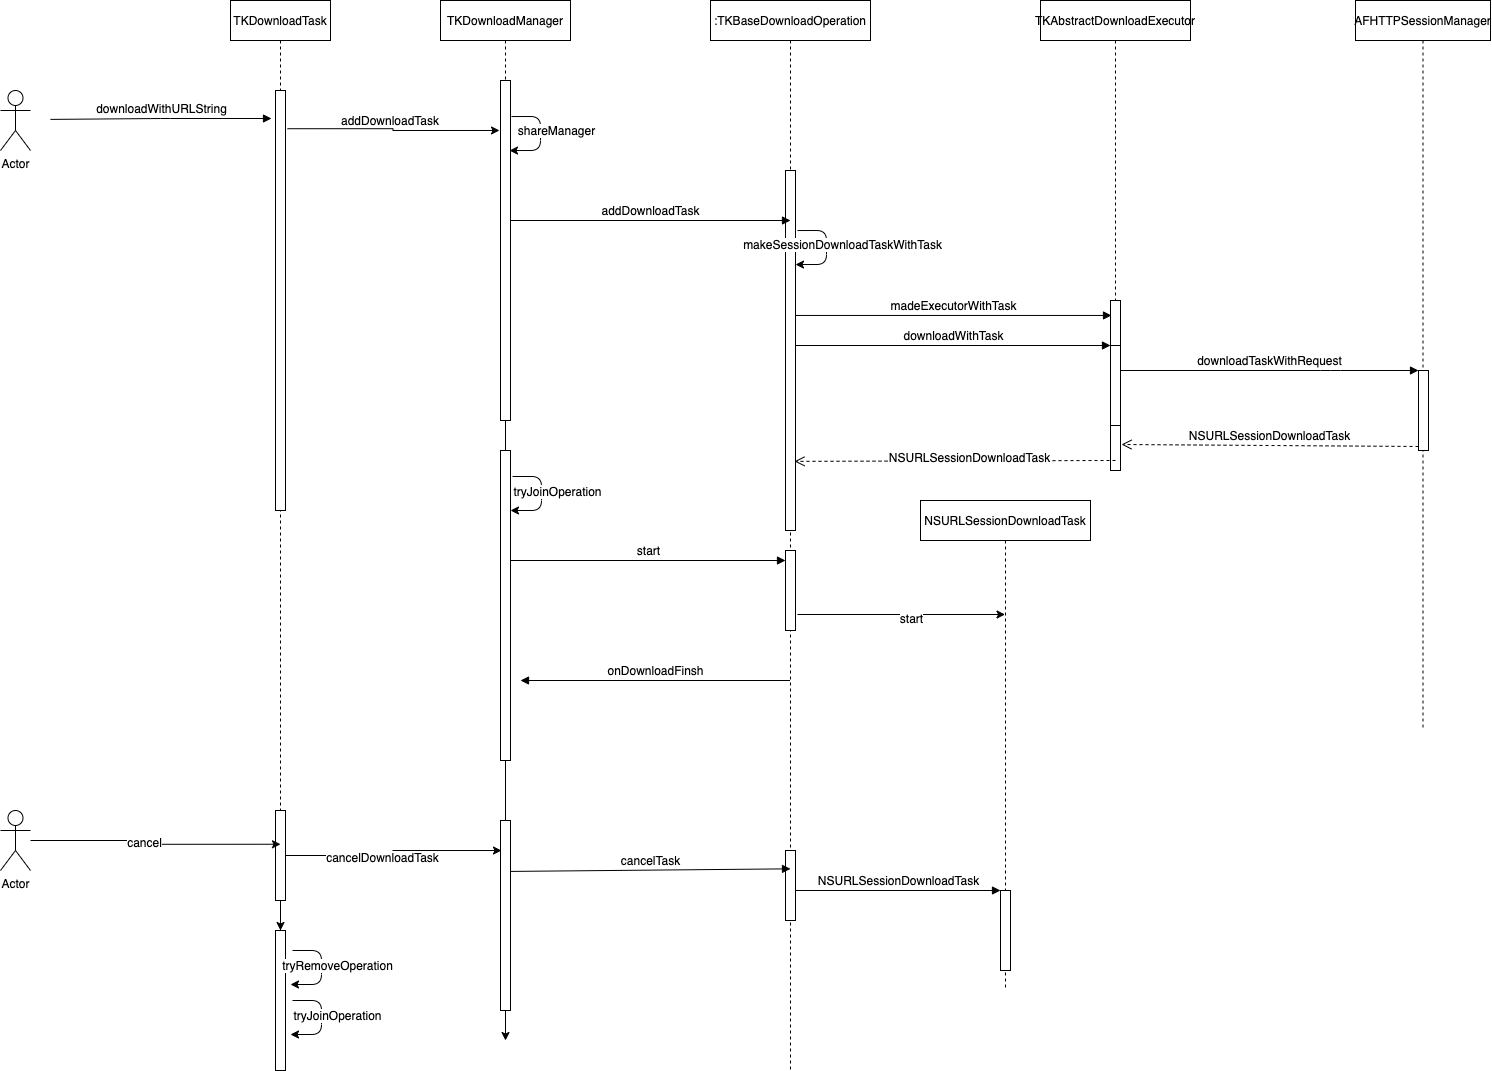 TKDownloadTask
TKDownloadManager
:TKBaseDownloadOperation
TKAbstractDownloadExecutor
AFHTTPSessionManager
downloadWithURLString
addDownloadTask
shareManager
Actor
addDownloadTask
makeSessionDownloadTaskWithTask
madeExecutorWithTask
downloadWithTask
downloadTaskWithRequest
NSURLSessionDownloadTask
NSURLSessionDownloadTask
tryJoinOperation
NSURLSessionDownloadTask
start
start
onDownloadFinsh
cancel
cancelDownloadTask
cancelTask
NSURLSessionDownloadTask
Actor
tryRemoveOperation
tryJoinOperation